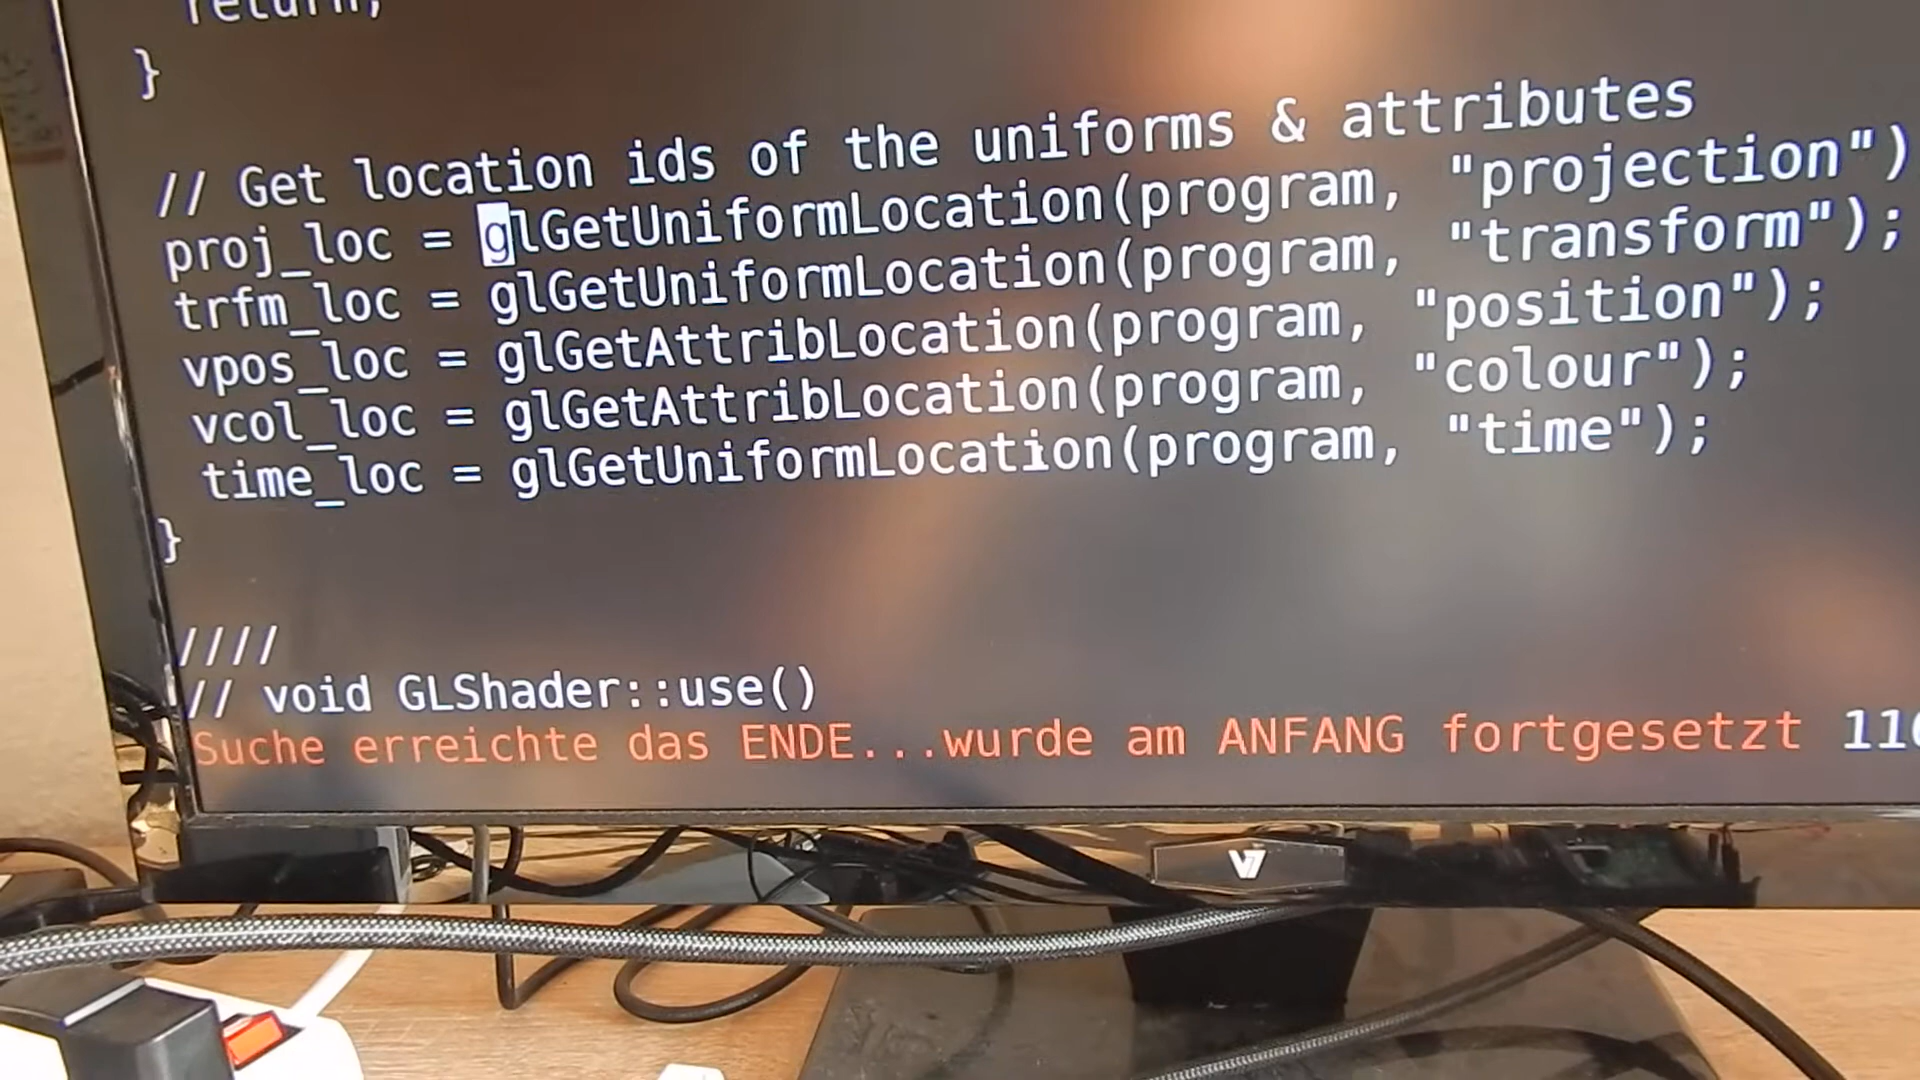 return;
}
// Get location ids of the uniforms & attributes
proj_loc = glGetUniformLocation(program, "projection")
trfm_loc = glGetUniformLocation(program, "transform");
vpos_loc = glGetAttribLocation(program, "position");
vcol_loc = glGetAttribLocation(program, "colour");
time_loc = glGetUniformLocation(program, "time");
}
////
// void GLShader::use()
Suche erreichte das ENDE...wurde am ANFANG fortgesetzt
V7